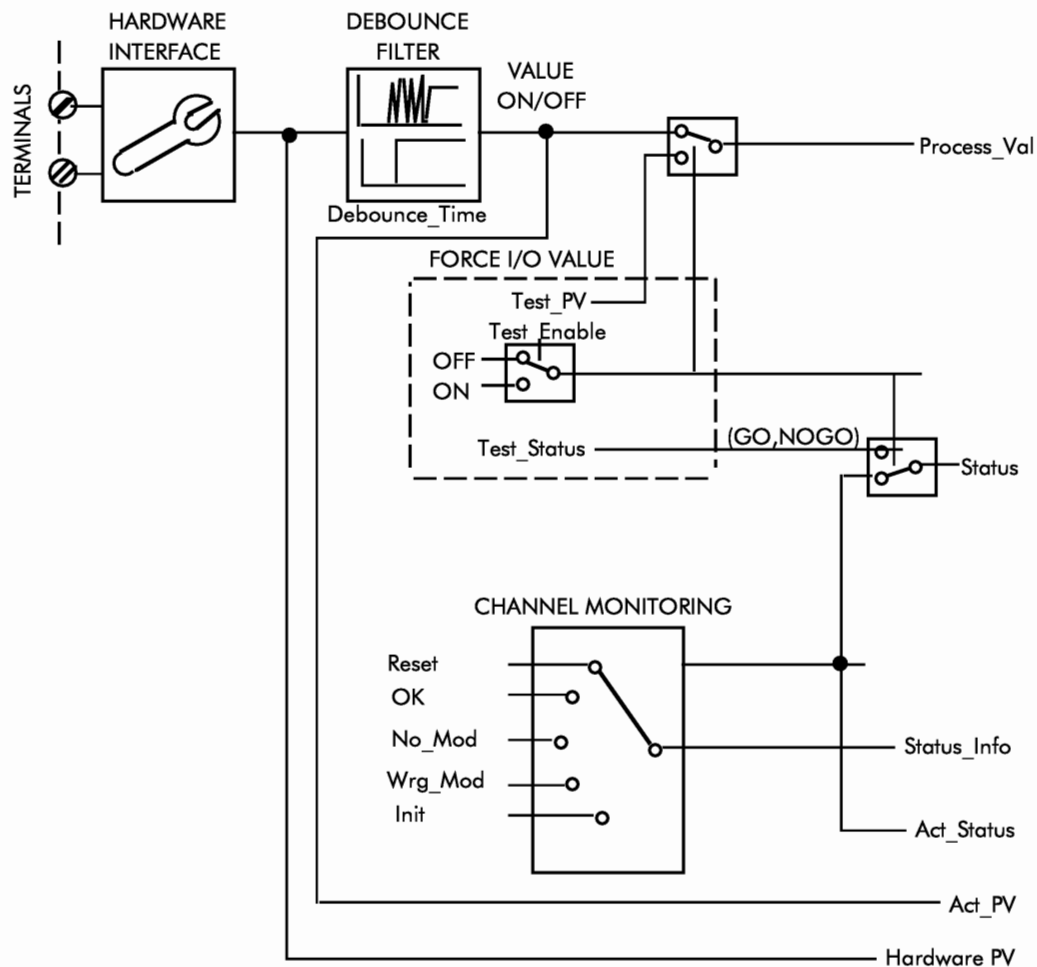 HARDWARE
INTERFACE
DEBOUNCE
FILTER
VALUE
ON/OFF
TERMINALS
Process_Val
Debounce_Time
FORCE I/O VALUE
Test_PV
Test_Enable
OFF
ON
Test_Status
(GO,NOGO)
Status
CHANNEL MONITORING
Reset
OK
No_Mod
Wrg_Mod
Init
Status_Info
Act_Status
Act_PV
Hardware PV